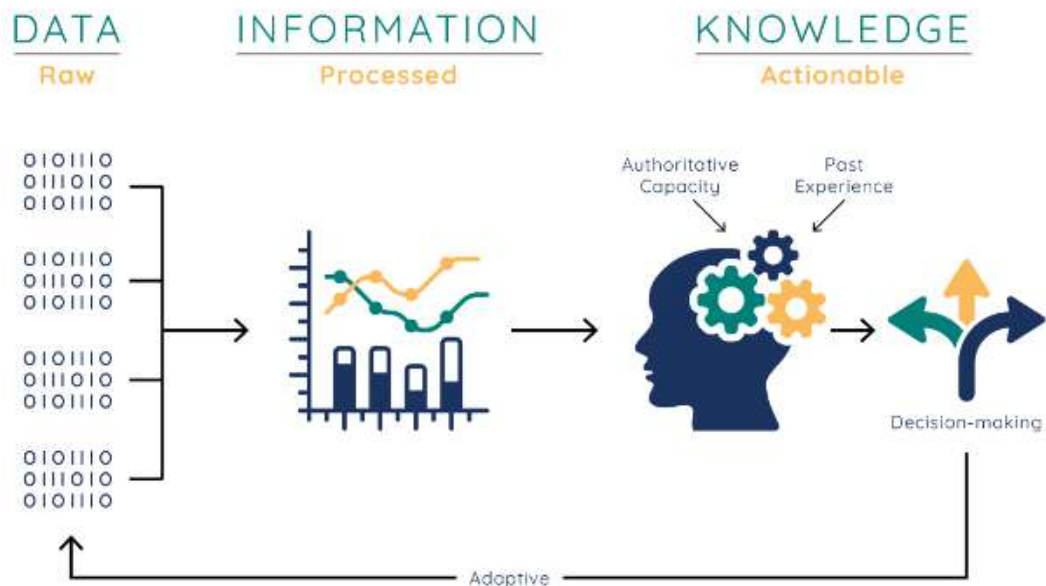 DATA
Raw
INFORMATION
Processed
KNOWLEDGE
Actionable
0101110
0111010
0101110
0101110
0111010
0101110
0101110
0111010
0101110
0101110
0111010
0101110
Authoritative
Capacity
Past
Experience
Decision-making
Adaptive